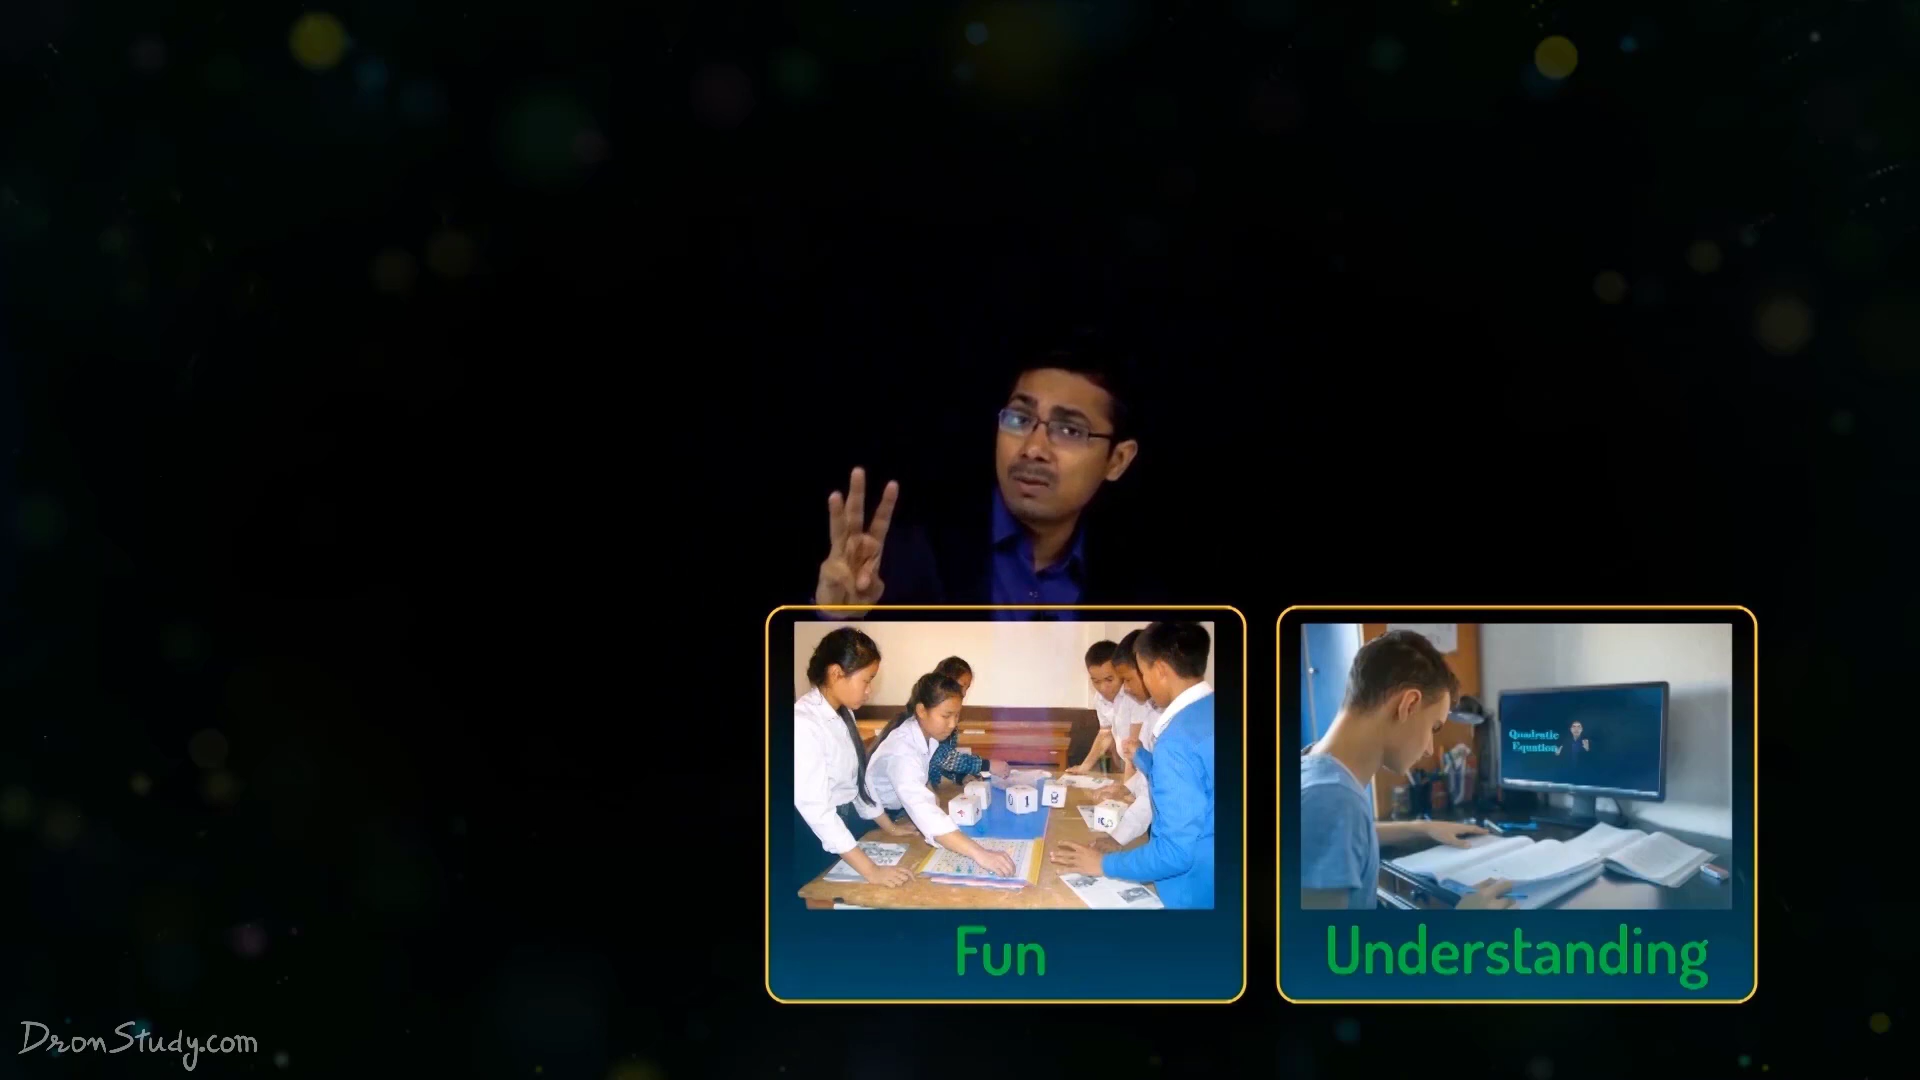 Quadratic
Equation
Fun
Understanding
DronStudy.com